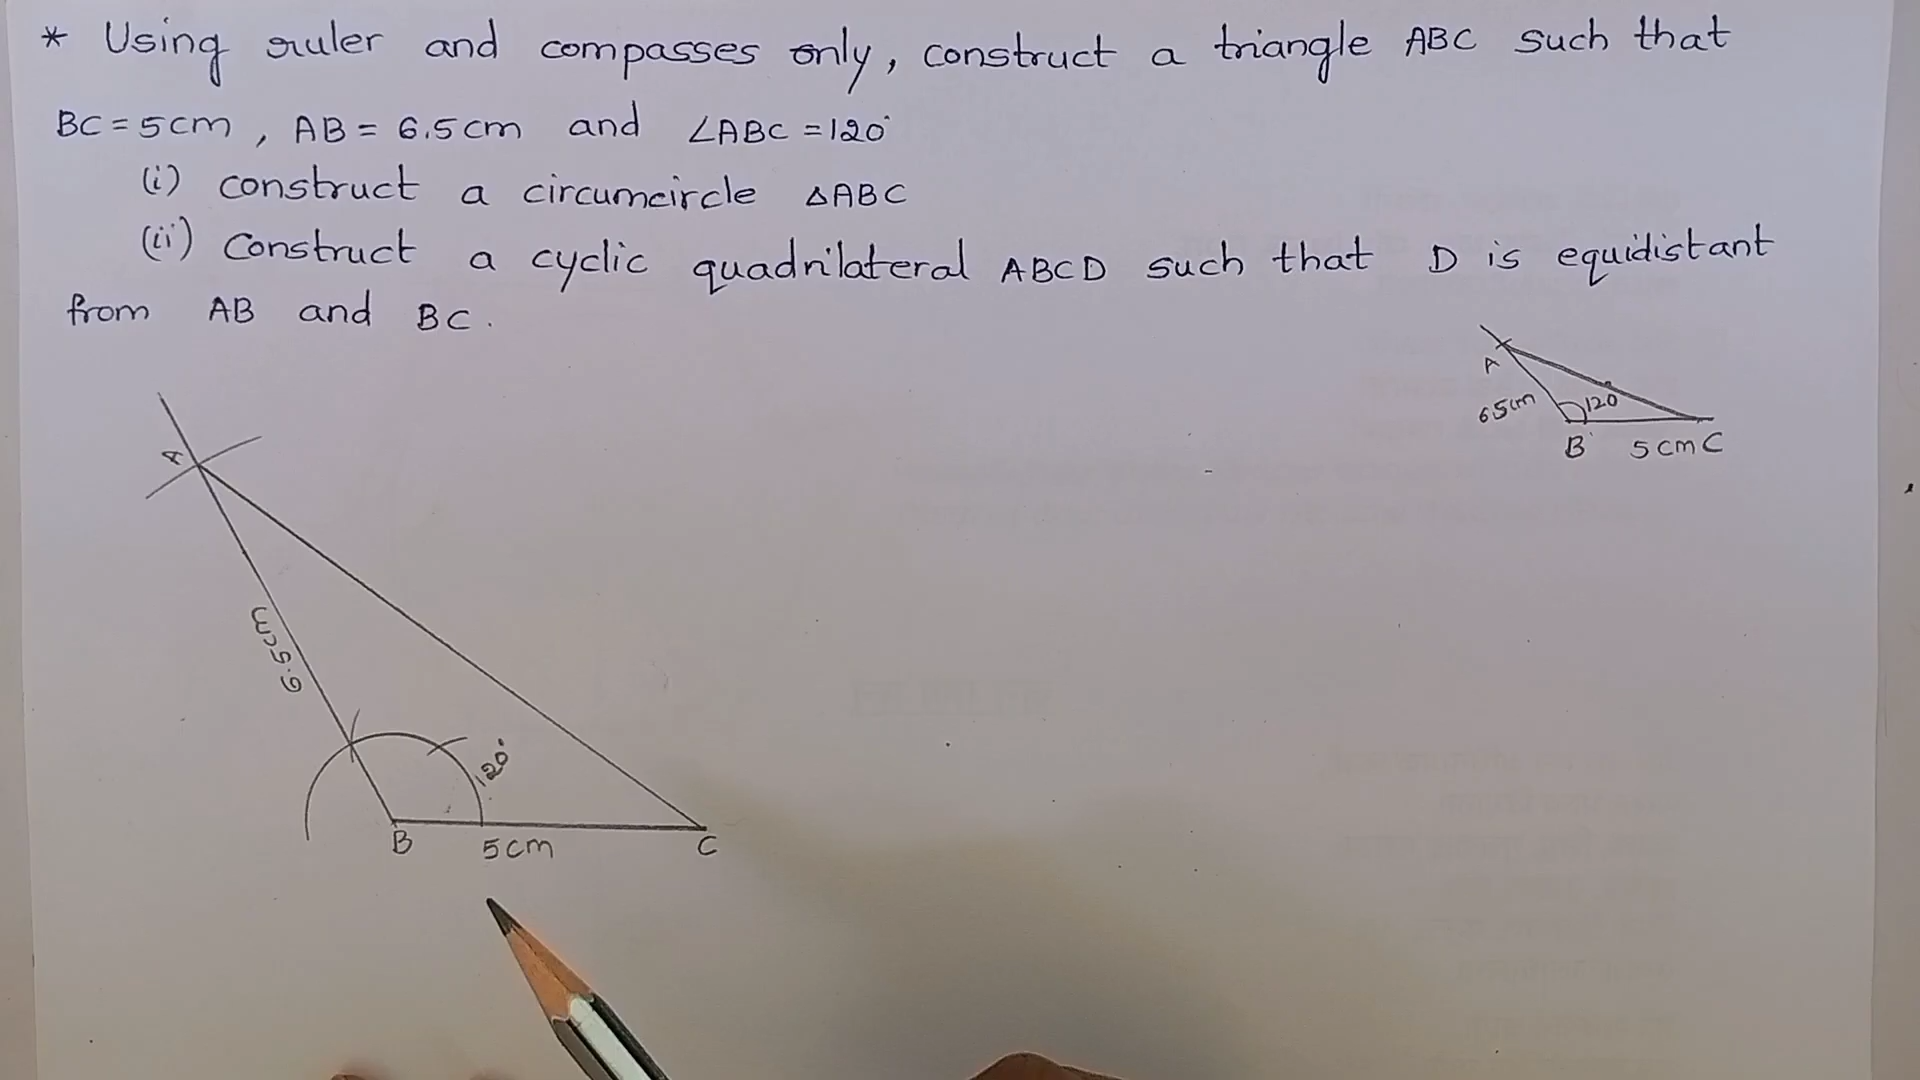 * Using ruler and compasses only, construct a triangle ABC such that
BC = 5cm, AB = 6.5cm and ∠ABC = 120°
(i) construct a circumcircle △ABC
(ii) Construct a cyclic quadrilateral ABCD such that D is equidistant
from AB and BC.
A
6.5cm
120
B
5cm
C
A
6.5cm
120°
B
5cm
C